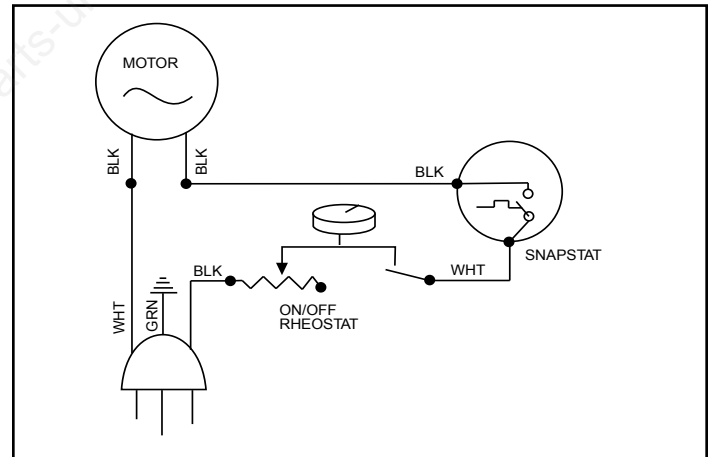 MOTOR
BLK
BLK
BLK
SNAPSTAT
WHT
BLK
ON/OFF
RHEOSTAT
WHT
GRN